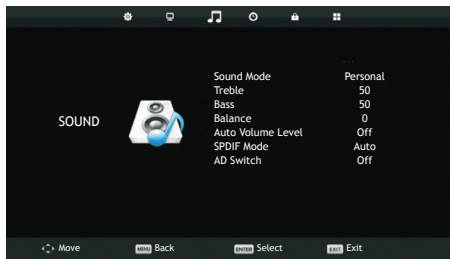 SOUND
Sound Mode Personal
Treble 50
Bass 50
Balance 0
Auto Volume Level Off
SPDIF Mode Auto
AD Switch Off
Move MENU Back ENTER Select EXIT Exit